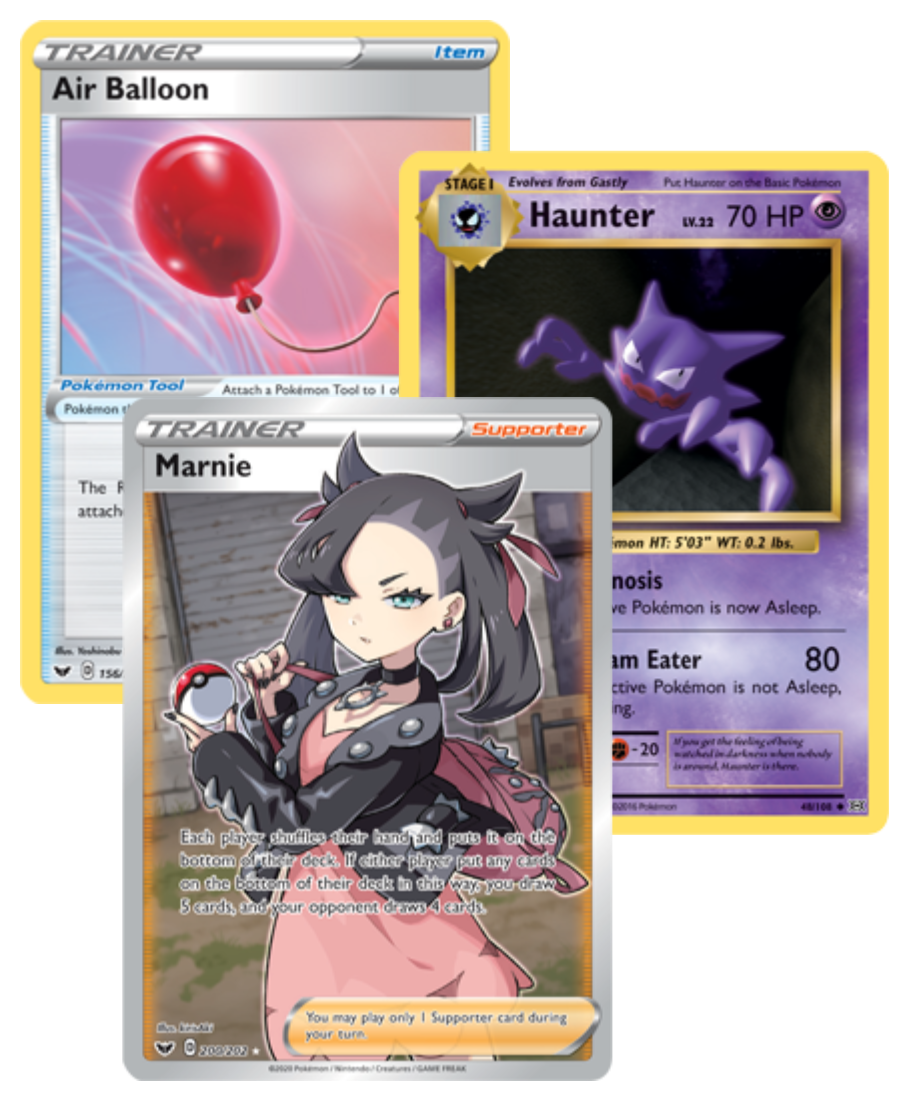 TRAINER
Item
Air Balloon
Pokémon Tool
Attach a Pokémon Tool to 1 of
Pokémon
The
attach
Illus. Yoshinobu
156/
STAGE 1
Evolves from Gastly
Put Haunter on the Basic Pokémon
Haunter
LV.22 70 HP
émon HT: 5'03" WT: 0.2 lbs.
nosis
ve Pokémon is now Asleep.
am Eater 80
ctive Pokémon is not Asleep,
ng.
-20
If you get the feeling of being
watched in darkness when nobody
is around, Haunter is there.
©2016 Pokémon
48/108
TRAINER
Supporter
Marnie
Each player shuffles their hand and puts it on the
bottom of their deck. If either player put any cards
on the bottom of their deck in this way, you draw
5 cards, and your opponent draws 4 cards.
You may play only 1 Supporter card during
your turn.
Illus. kirisAki
D 200/202
©2020 Pokémon / Nintendo / Creatures / GAME FREAK